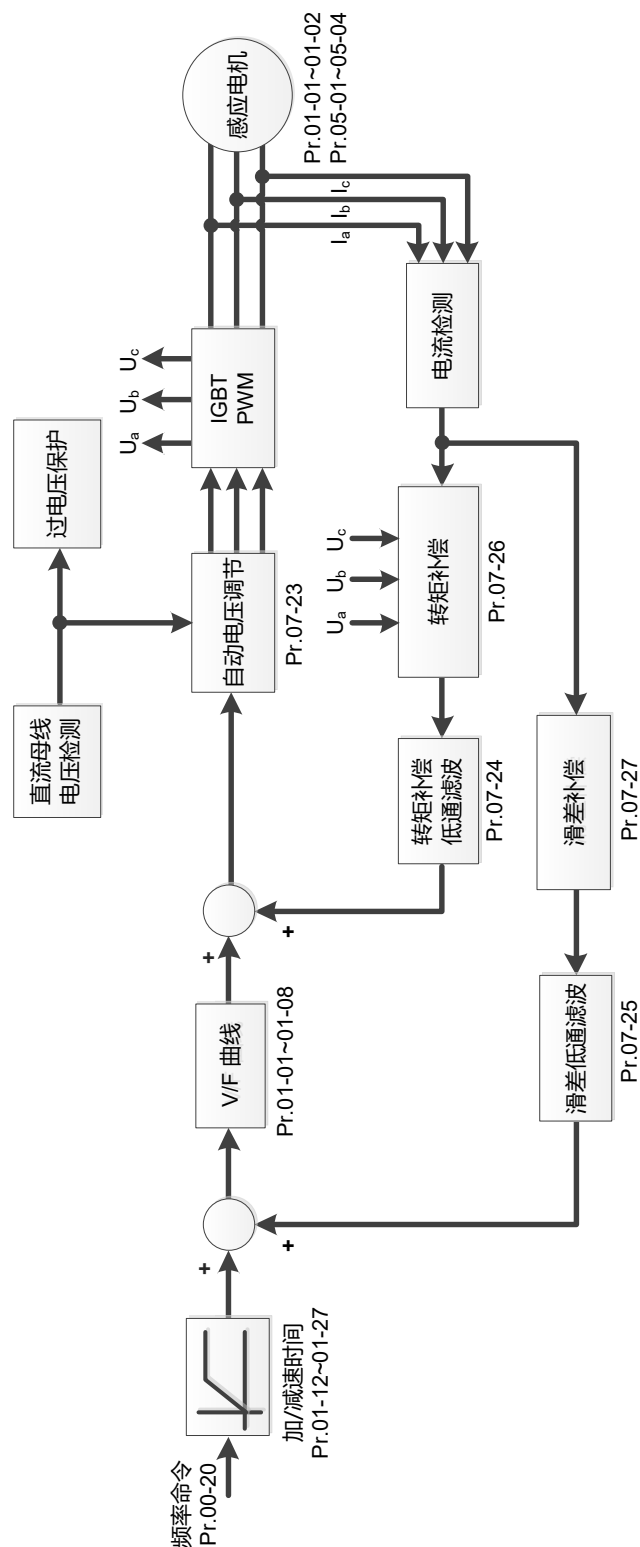 频率命令
Pr.00-20
加/减速时间
Pr.01-12~01-27
+
+
V/F 曲线
Pr.01-01~01-08
+
+
直流母线
电压检测
过电压保护
自动电压调节
Pr.07-23
Ua
Ub
Uc
IGBT
PWM
感应电机
Pr.01-01~01-02
Pr.05-01~05-04
Ia
Ib
Ic
电流检测
Ua
Ub
Uc
转矩补偿
Pr.07-26
转矩补偿
低通滤波
Pr.07-24
滑差补偿
Pr.07-27
滑差低通滤波
Pr.07-25